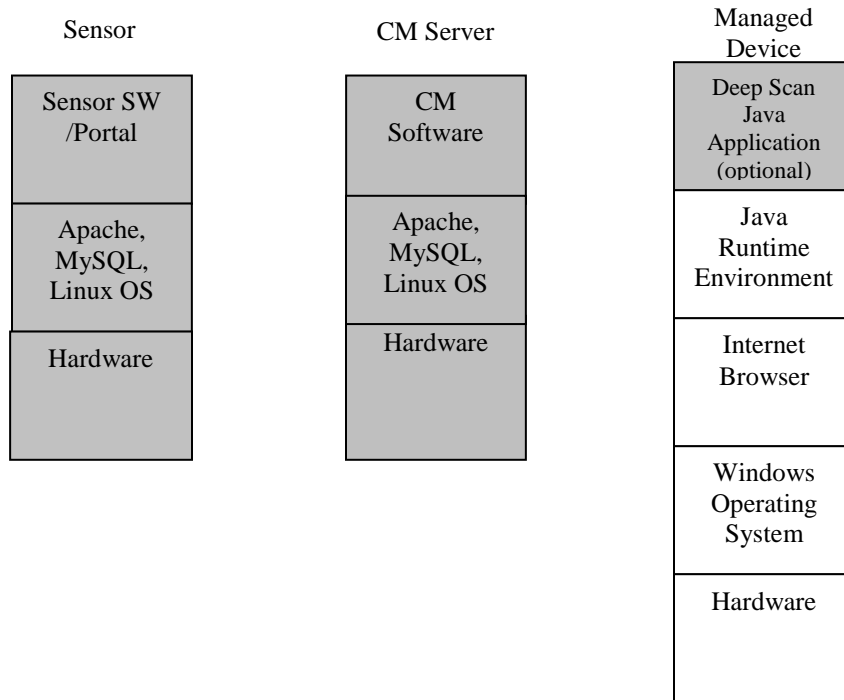 Sensor
Sensor SW
/Portal
Apache,
MySQL,
Linux OS
Hardware
CM Server
CM
Software
Apache,
MySQL,
Linux OS
Hardware
Managed
Device
Deep Scan
Java
Application
(optional)
Java
Runtime
Environment
Internet
Browser
Windows
Operating
System
Hardware